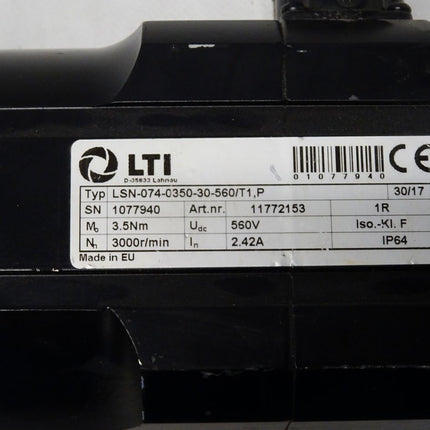 LTI
D-35633 Lahnau
01077940
CE
Typ LSN-074-0350-30-560/T1,P 30/17
SN 1077940 Art.nr. 11772153 1R
M₀ 3.5Nm Udc 560V Iso.-Kl. F
Nn 3000r/min In 2.42A IP64
Made in EU